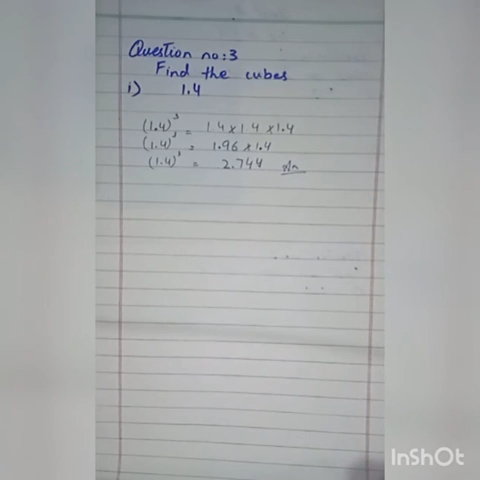 Question no:3
Find the cubes
i) 1.4
(1.4)³ = 1.4 × 1.4 × 1.4
(1.4)³ = 1.96 × 1.4
(1.4)³ = 2.744 An
InShOt